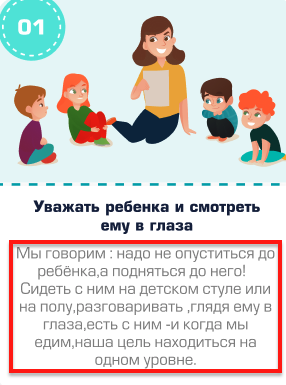 01
Уважать ребенка и смотреть
ему в глаза
Мы говорим : надо не опуститься до
ребёнка,а подняться до него!
Сидеть с ним на детском стуле или
на полу,разговаривать ,глядя ему в
глаза,есть с ним -и когда мы
едим,наша цель находиться на
одном уровне.